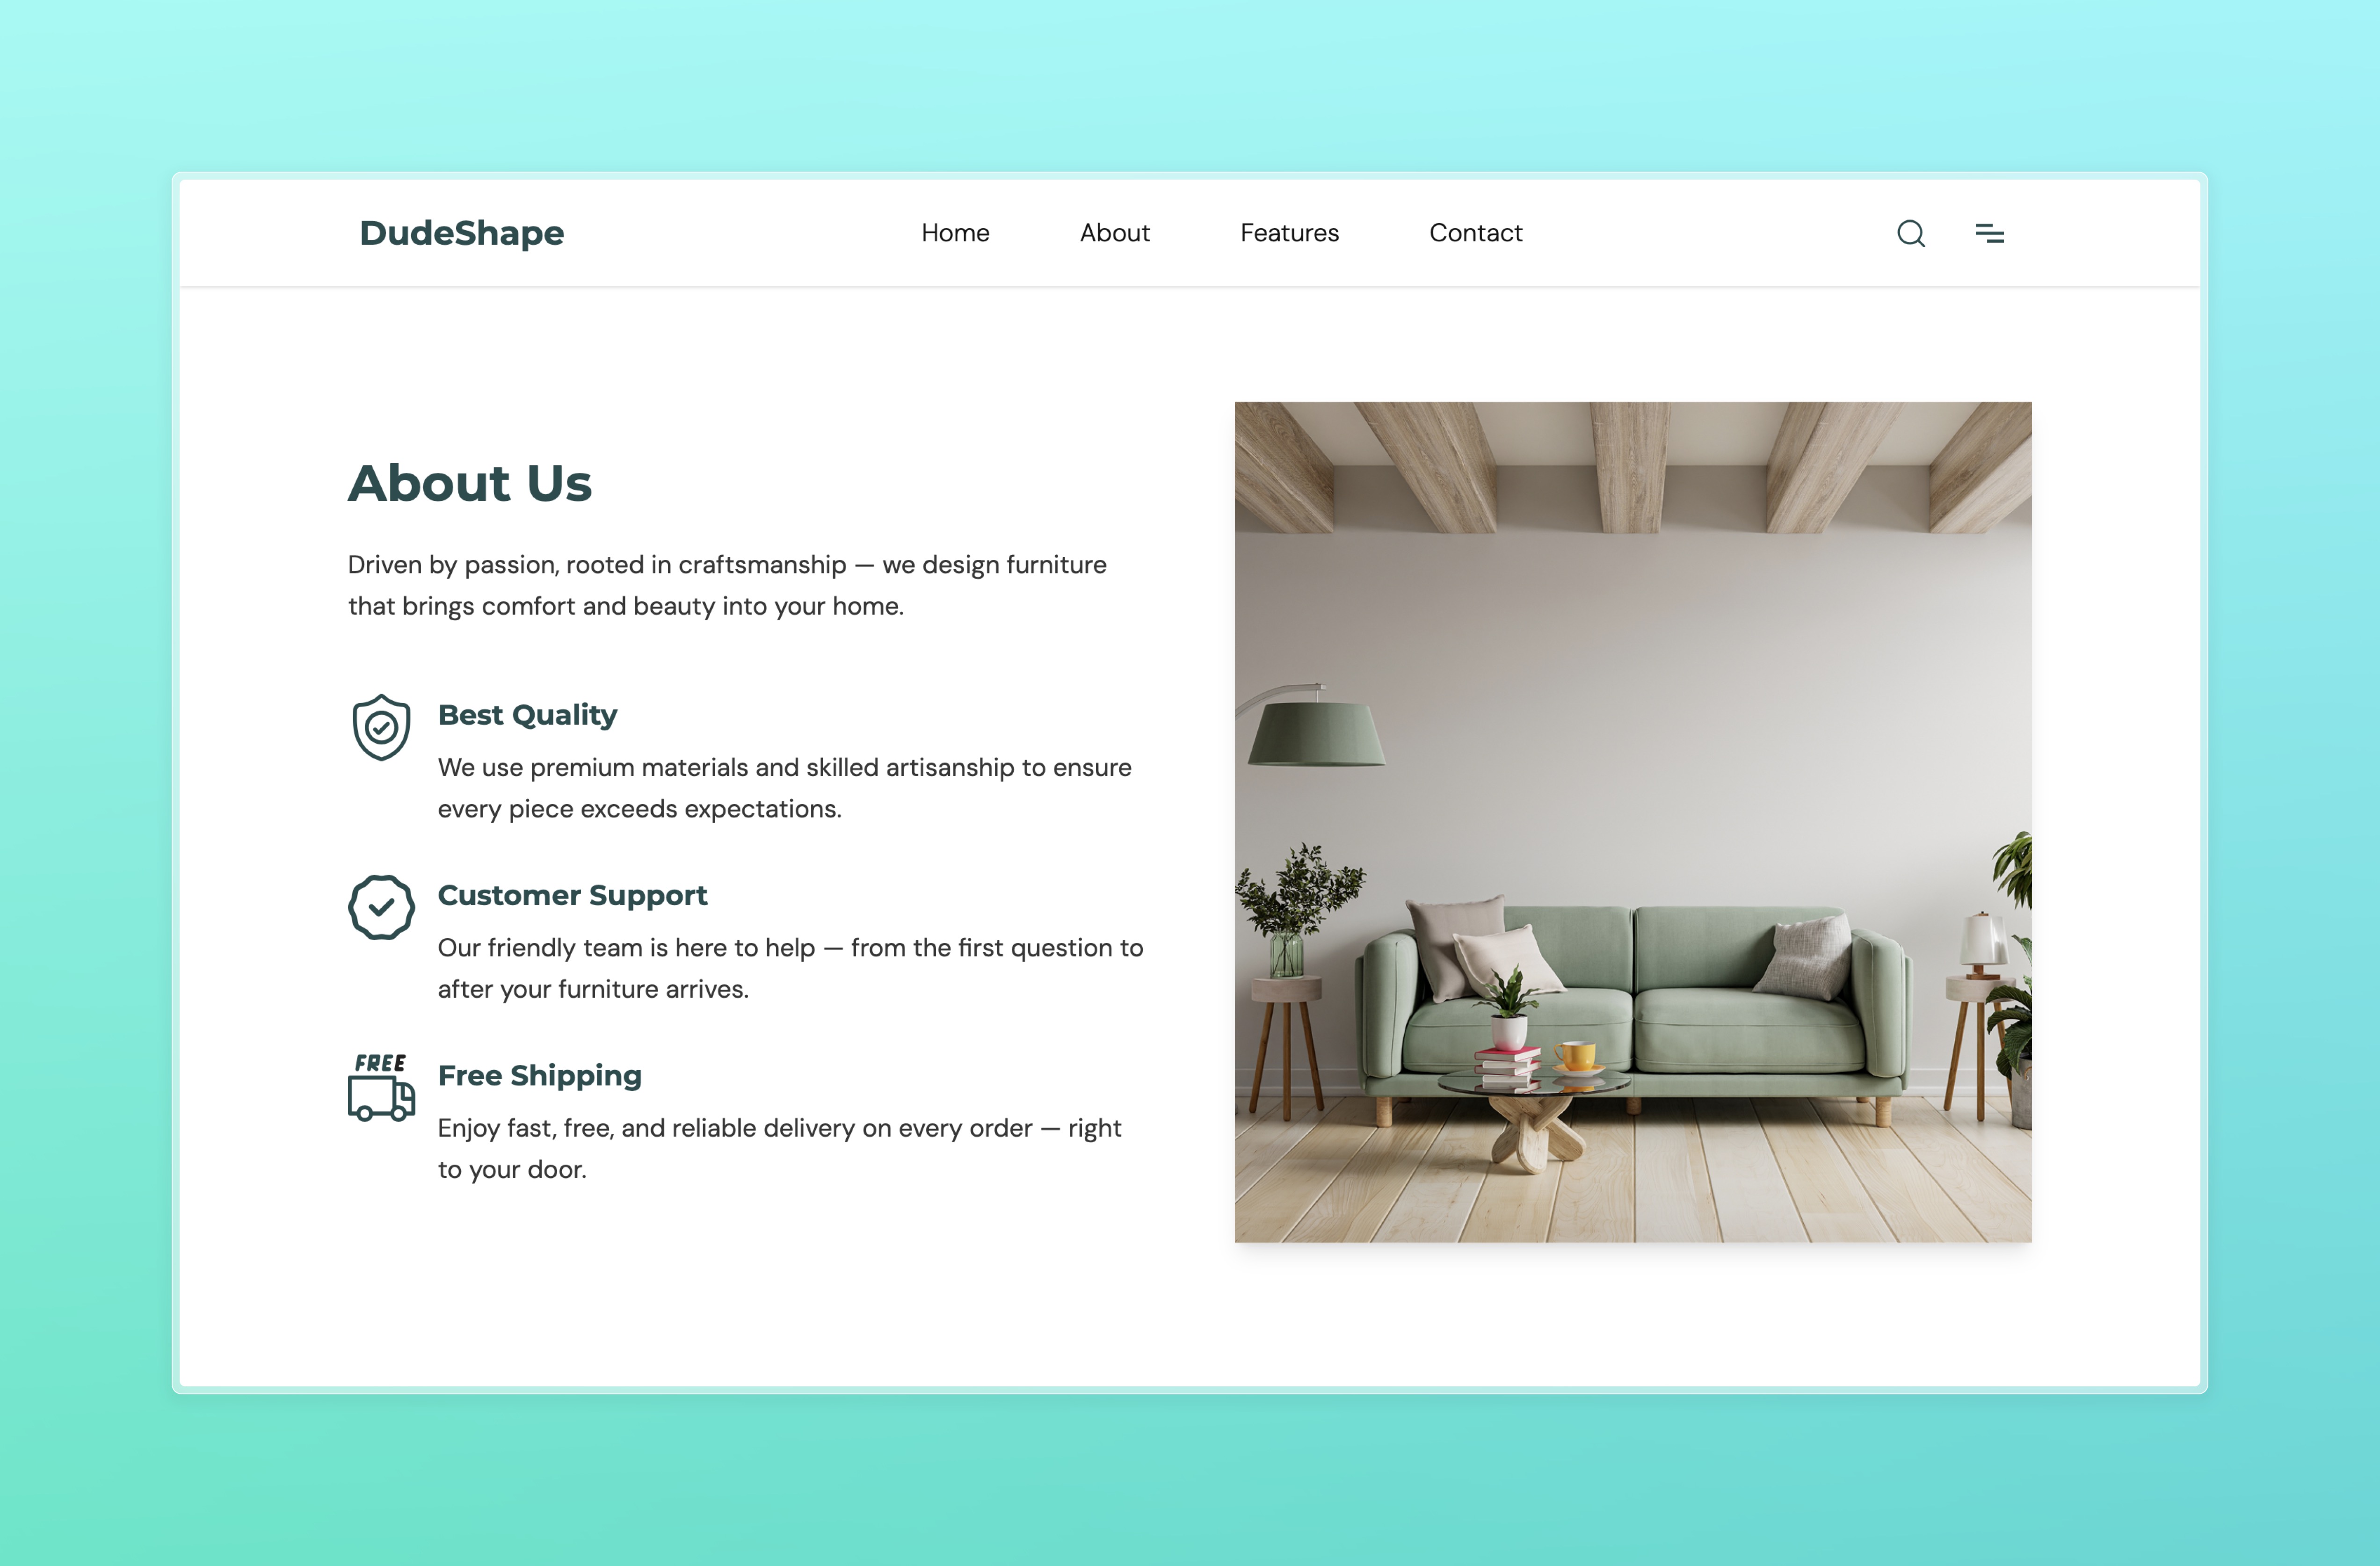 DudeShape
Home
About
Features
Contact
About Us
Driven by passion, rooted in craftsmanship — we design furniture
that brings comfort and beauty into your home.
Best Quality
We use premium materials and skilled artisanship to ensure
every piece exceeds expectations.
Customer Support
Our friendly team is here to help — from the first question to
after your furniture arrives.
FREE
Free Shipping
Enjoy fast, free, and reliable delivery on every order — right
to your door.